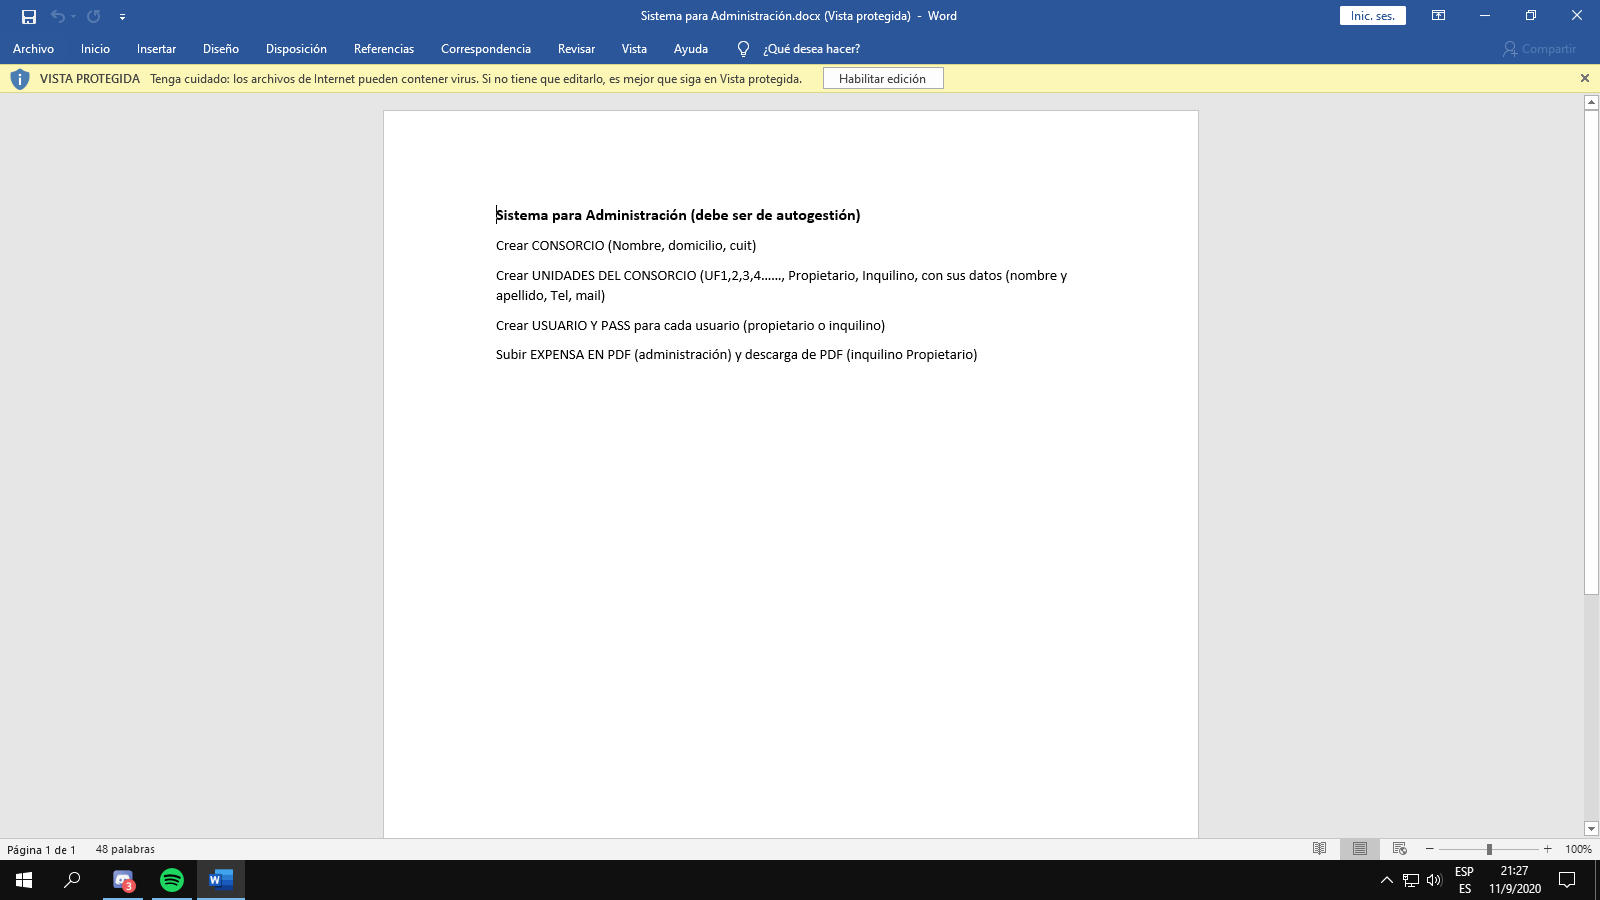 Sistema para Administración.docx (Vista protegida) - Word
Inic. ses.
Archivo Inicio Insertar Diseño Disposición Referencias Correspondencia Revisar Vista Ayuda ¿Qué desea hacer? Compartir
VISTA PROTEGIDA Tenga cuidado: los archivos de Internet pueden contener virus. Si no tiene que editarlo, es mejor que siga en Vista protegida. Habilitar edición
Sistema para Administración (debe ser de autogestión)
Crear CONSORCIO (Nombre, domicilio, cuit)
Crear UNIDADES DEL CONSORCIO (UF1,2,3,4......, Propietario, Inquilino, con sus datos (nombre y
apellido, Tel, mail)
Crear USUARIO Y PASS para cada usuario (propietario o inquilino)
Subir EXPENSA EN PDF (administración) y descarga de PDF (inquilino Propietario)
Página 1 de 1 48 palabras 100%
3
W
ESP
ES
21:27
11/9/2020